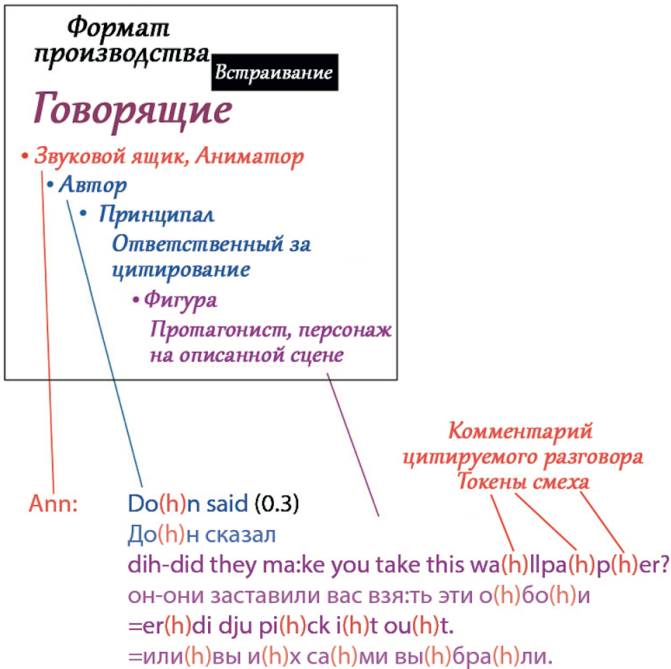 Формат
производства
Встраивание
Говорящие
• Звуковой ящик, Аниматор
• Автор
• Принципал
Ответственный за
цитирование
• Фигура
Протагонист, персонаж
на описанной сцене
Комментарий
цитируемого разговора
Токены смеха
Ann: Do(h)n said (0.3)
До(h)н сказал
dih-did they ma:ke you take this wa(h)llpa(h)p(h)er?
он-они заставили вас взя:ть эти о(h)бо(h)и
=er(h)di dju pi(h)ck i(h)t ou(h)t.
=или(h)вы и(h)х са(h)ми вы(h)бра(h)ли.